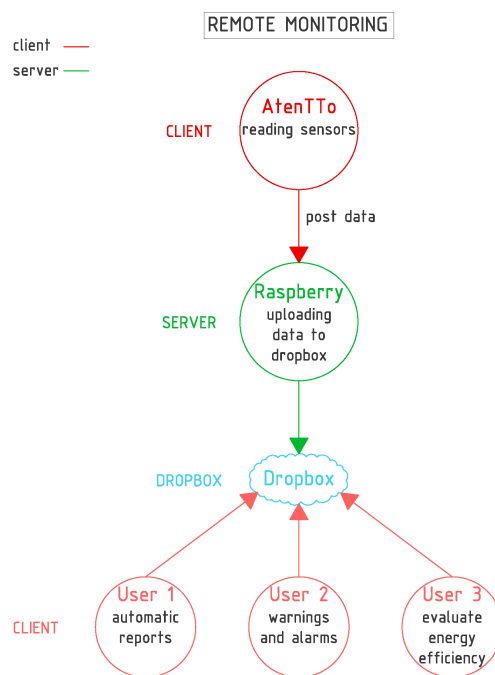 REMOTE MONITORING
client
server
AtenTTo
reading sensors
CLIENT
post data
Raspberry
uploading
data to
dropbox
SERVER
DROPBOX
Dropbox
User 1
automatic
reports
User 2
warnings
and alarms
User 3
evaluate
energy
efficiency
CLIENT